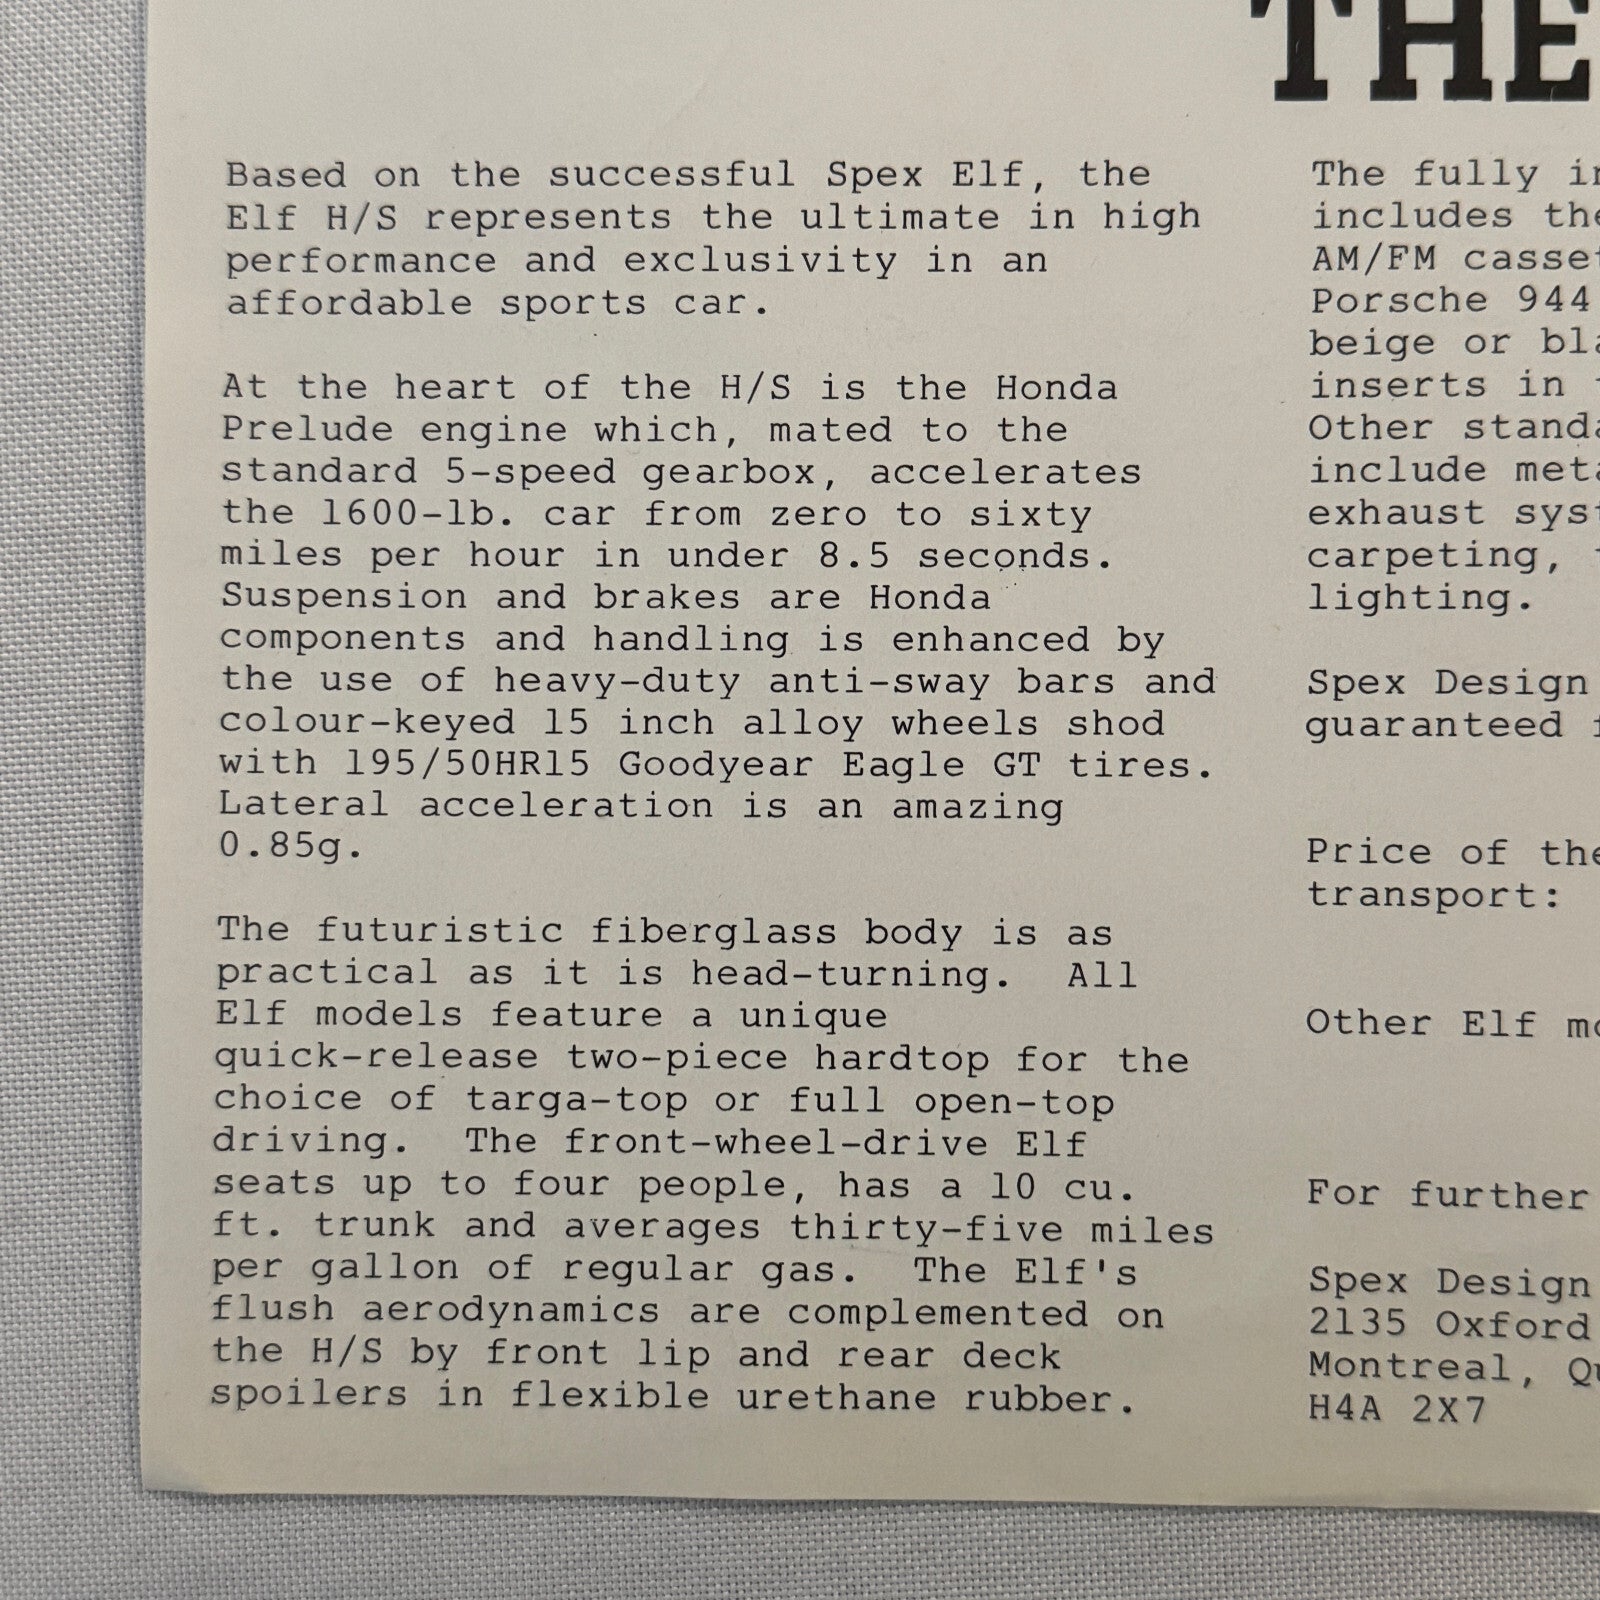 THE
Based on the successful Spex Elf, the
Elf H/S represents the ultimate in high
performance and exclusivity in an
affordable sports car.
At the heart of the H/S is the Honda
Prelude engine which, mated to the
standard 5-speed gearbox, accelerates
the 1600-lb. car from zero to sixty
miles per hour in under 8.5 seconds.
Suspension and brakes are Honda
components and handling is enhanced by
the use of heavy-duty anti-sway bars and
colour-keyed 15 inch alloy wheels shod
with 195/50HR15 Goodyear Eagle GT tires.
Lateral acceleration is an amazing
0.85g.
The futuristic fiberglass body is as
practical as it is head-turning.  All
Elf models feature a unique
quick-release two-piece hardtop for the
choice of targa-top or full open-top
driving.  The front-wheel-drive Elf
seats up to four people, has a 10 cu.
ft. trunk and averages thirty-five miles
per gallon of regular gas.  The Elf's
flush aerodynamics are complemented on
the H/S by front lip and rear deck
spoilers in flexible urethane rubber.
The fully
includes
AM/FM
Porsche 944
beige or
inserts in
Other
include
exhaust
carpeting,
lighting.
Spex Design
guaranteed
Price of the
transport:
Other Elf
For further
Spex Design
2135 Oxford
Montreal,
H4A 2X7